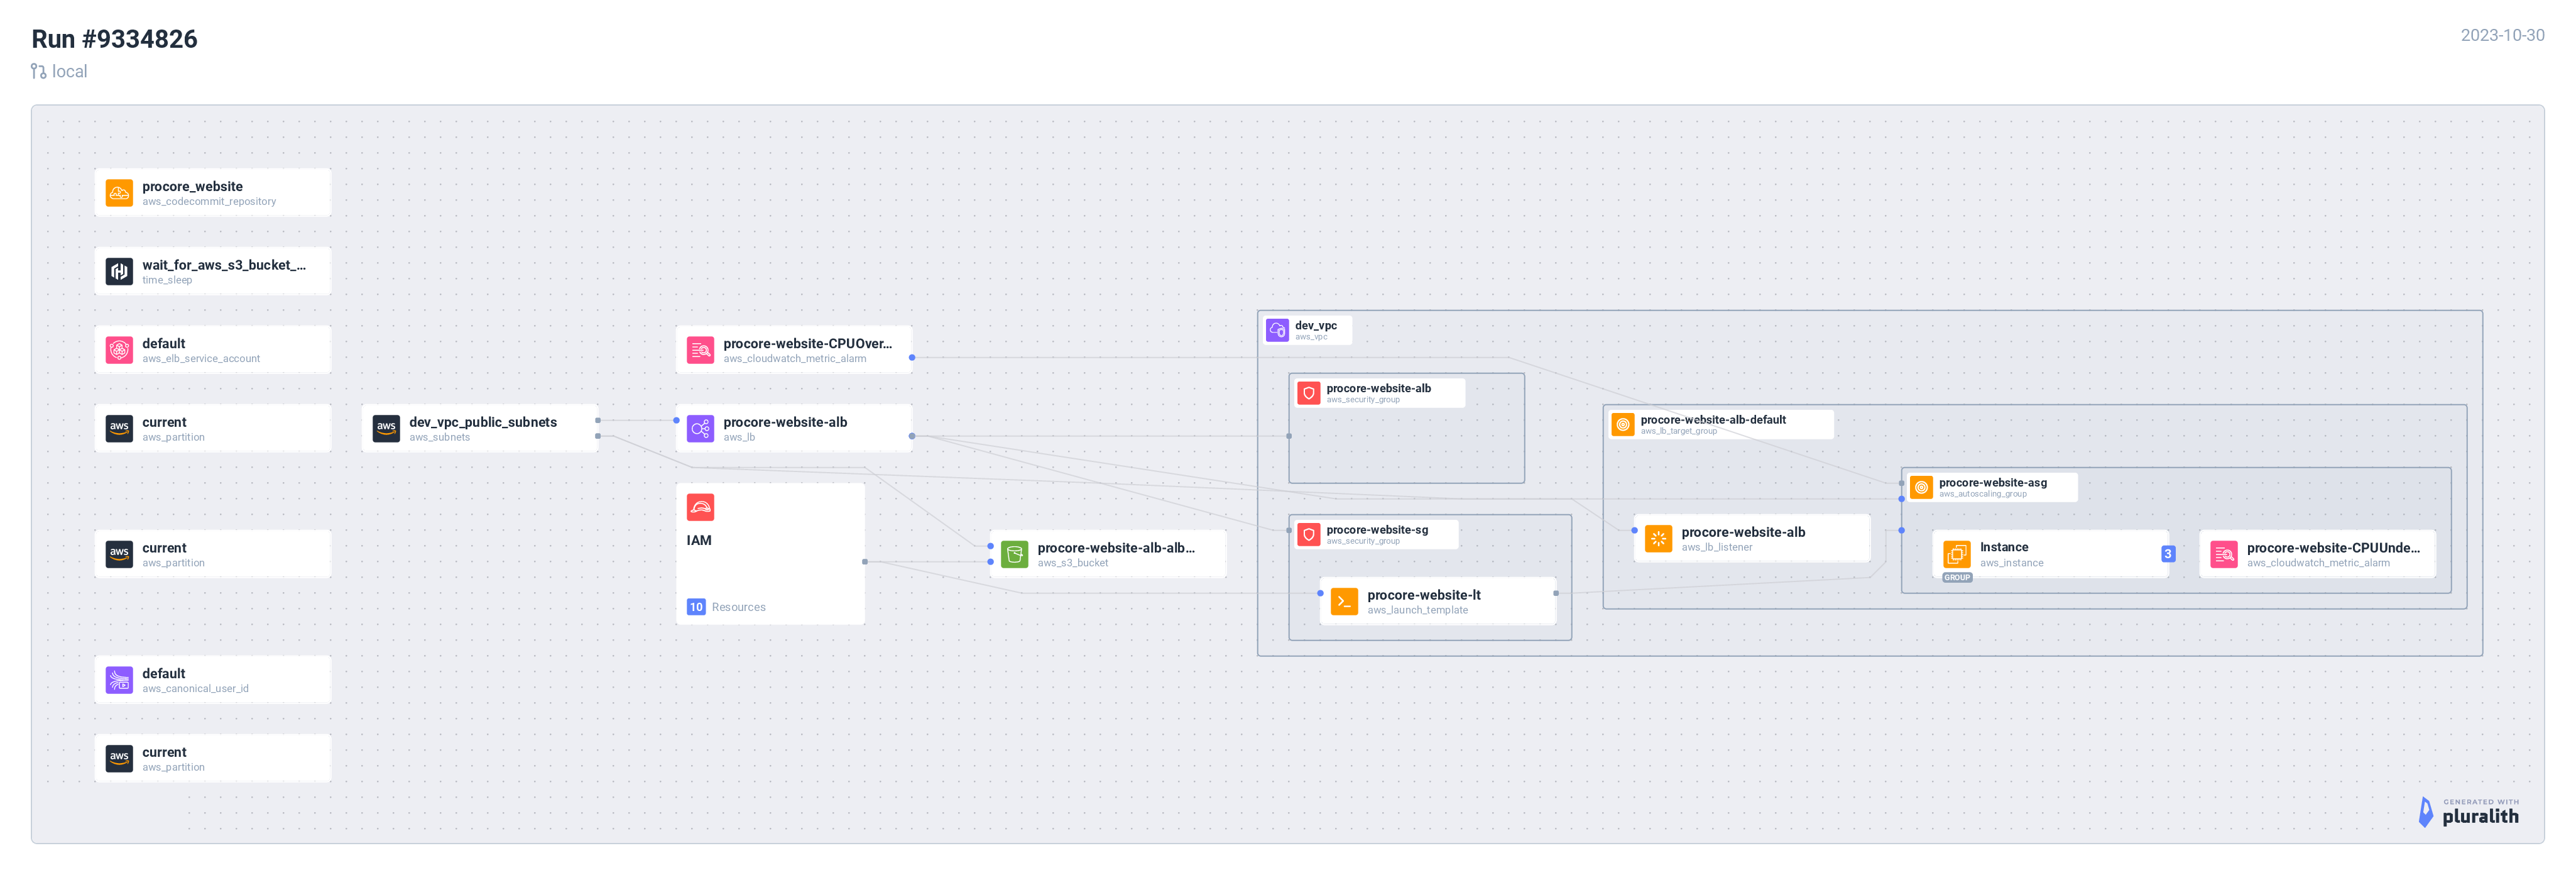 Run #9334826
2023-10-30
local
procore_website
aws_codecommit_repository
wait_for_aws_s3_bucket_...
time_sleep
default
aws_elb_service_account
current
aws_partition
current
aws_partition
default
aws_canonical_user_id
current
aws_partition
aws
aws
aws
dev_vpc_public_subnets
aws_subnets
aws
procore-website-CPUOver...
aws_cloudwatch_metric_alarm
procore-website-alb
aws_lb
IAM
10 Resources
procore-website-alb-alb...
aws_s3_bucket
dev_vpc
aws_vpc
procore-website-alb
aws_security_group
procore-website-sg
aws_security_group
procore-website-lt
aws_launch_template
procore-website-alb-default
aws_lb_target_group
procore-website-alb
aws_lb_listener
procore-website-asg
aws_autoscaling_group
Instance
aws_instance
3
GROUP
procore-website-CPUUnde...
aws_cloudwatch_metric_alarm
GENERATED WITH
pluralith